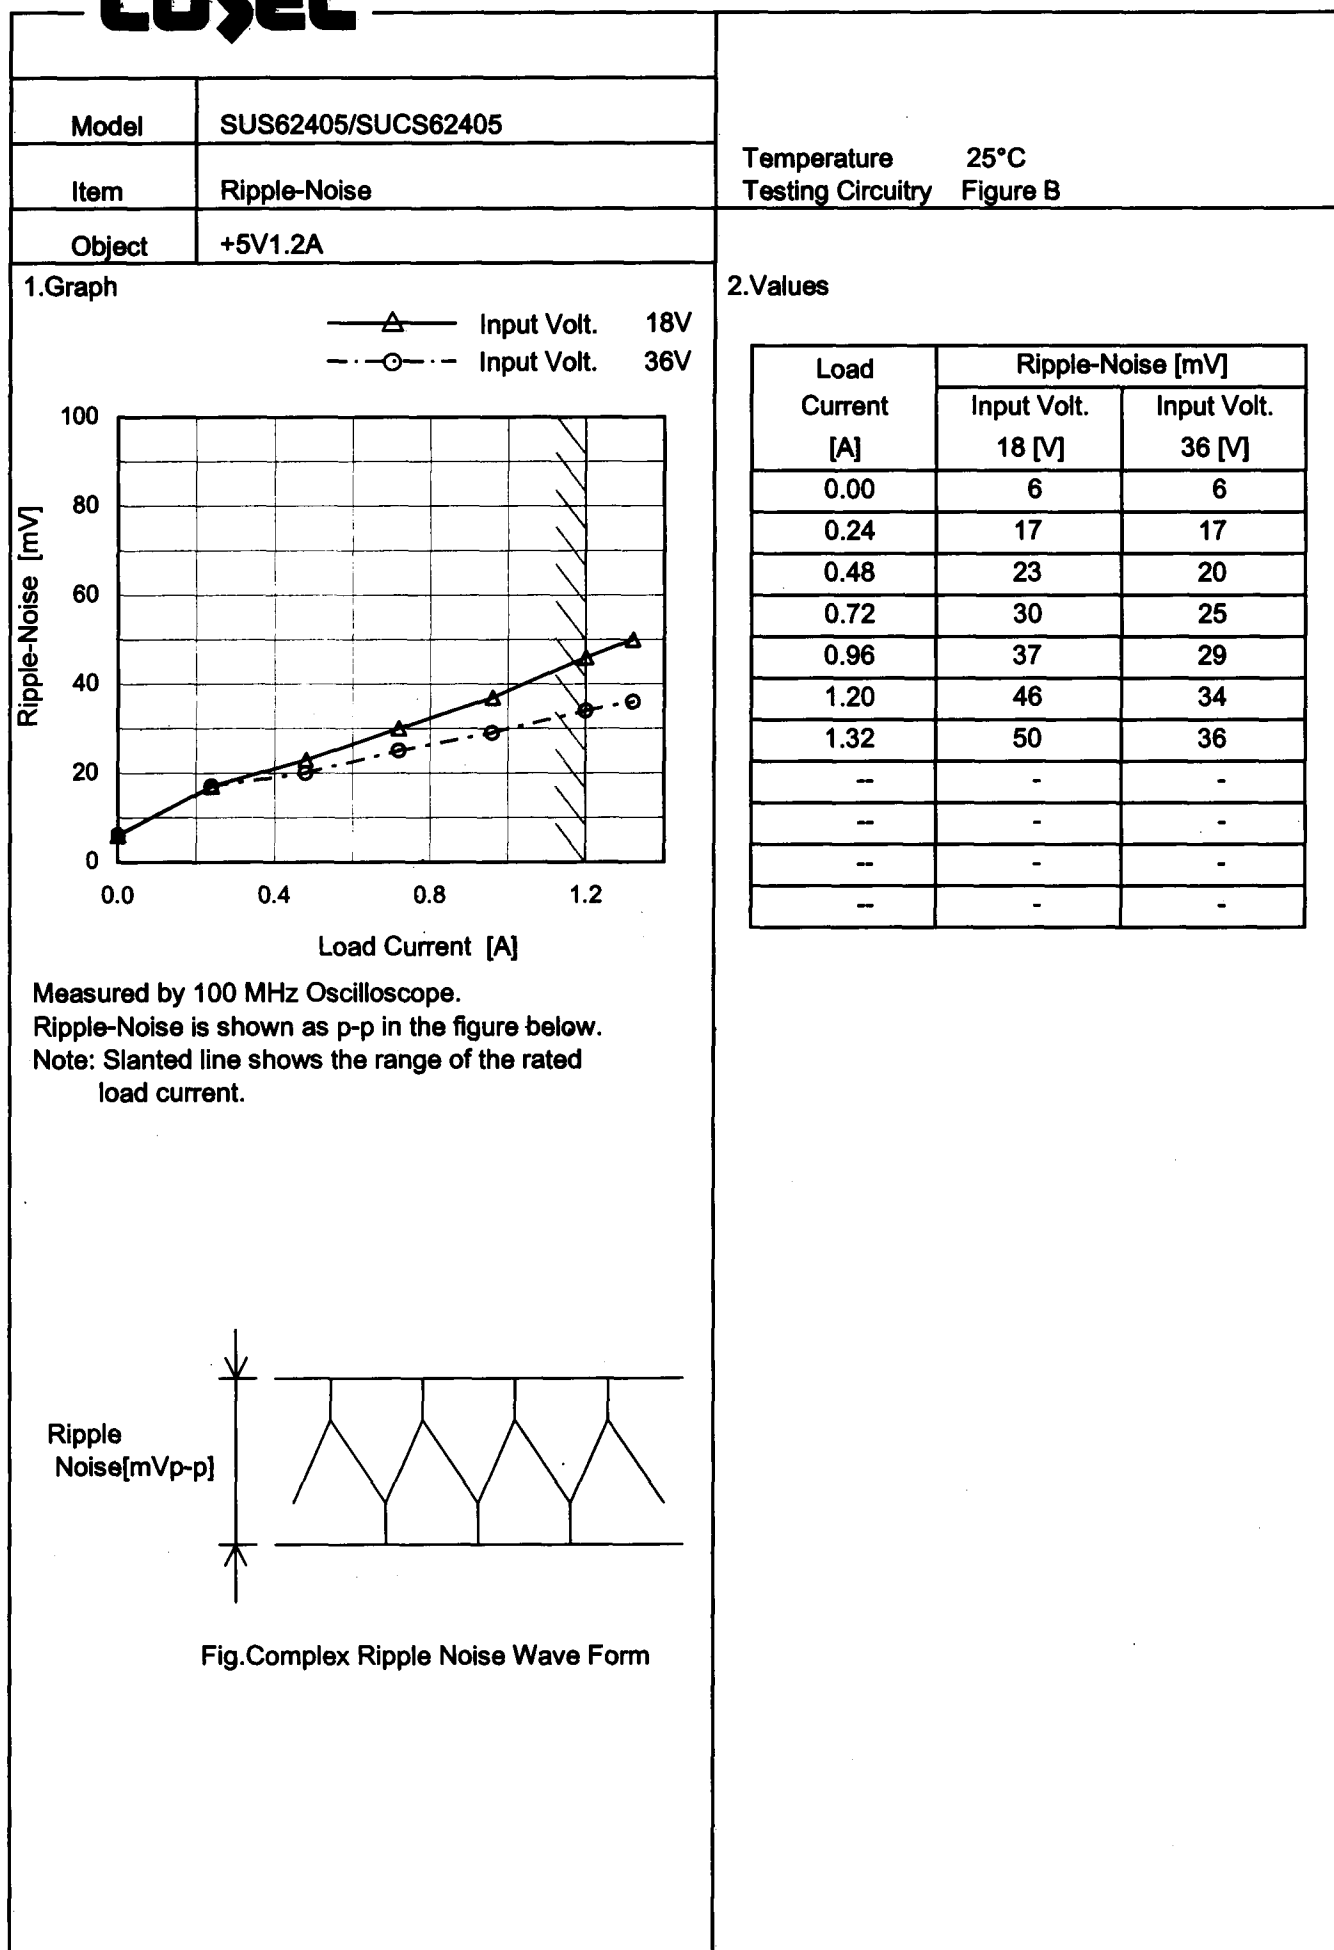 COSEL
Model SUS62405/SUCS62405
Item Ripple-Noise
Object +5V1.2A
Temperature 25°C
Testing Circuitry Figure B
1.Graph
Input Volt. 18V
Input Volt. 36V
100
80
60
40
20
0
Ripple-Noise [mV]
0.0 0.4 0.8 1.2
Load Current [A]
Measured by 100 MHz Oscilloscope.
Ripple-Noise is shown as p-p in the figure below.
Note: Slanted line shows the range of the rated
load current.
Ripple
Noise[mVp-p]
Fig.Complex Ripple Noise Wave Form
2.Values
Load Ripple-Noise [mV]
Current Input Volt. Input Volt.
[A] 18 [V] 36 [V]
0.00 6 6
0.24 17 17
0.48 23 20
0.72 30 25
0.96 37 29
1.20 46 34
1.32 50 36
-- - -
-- - -
-- - -
-- - -